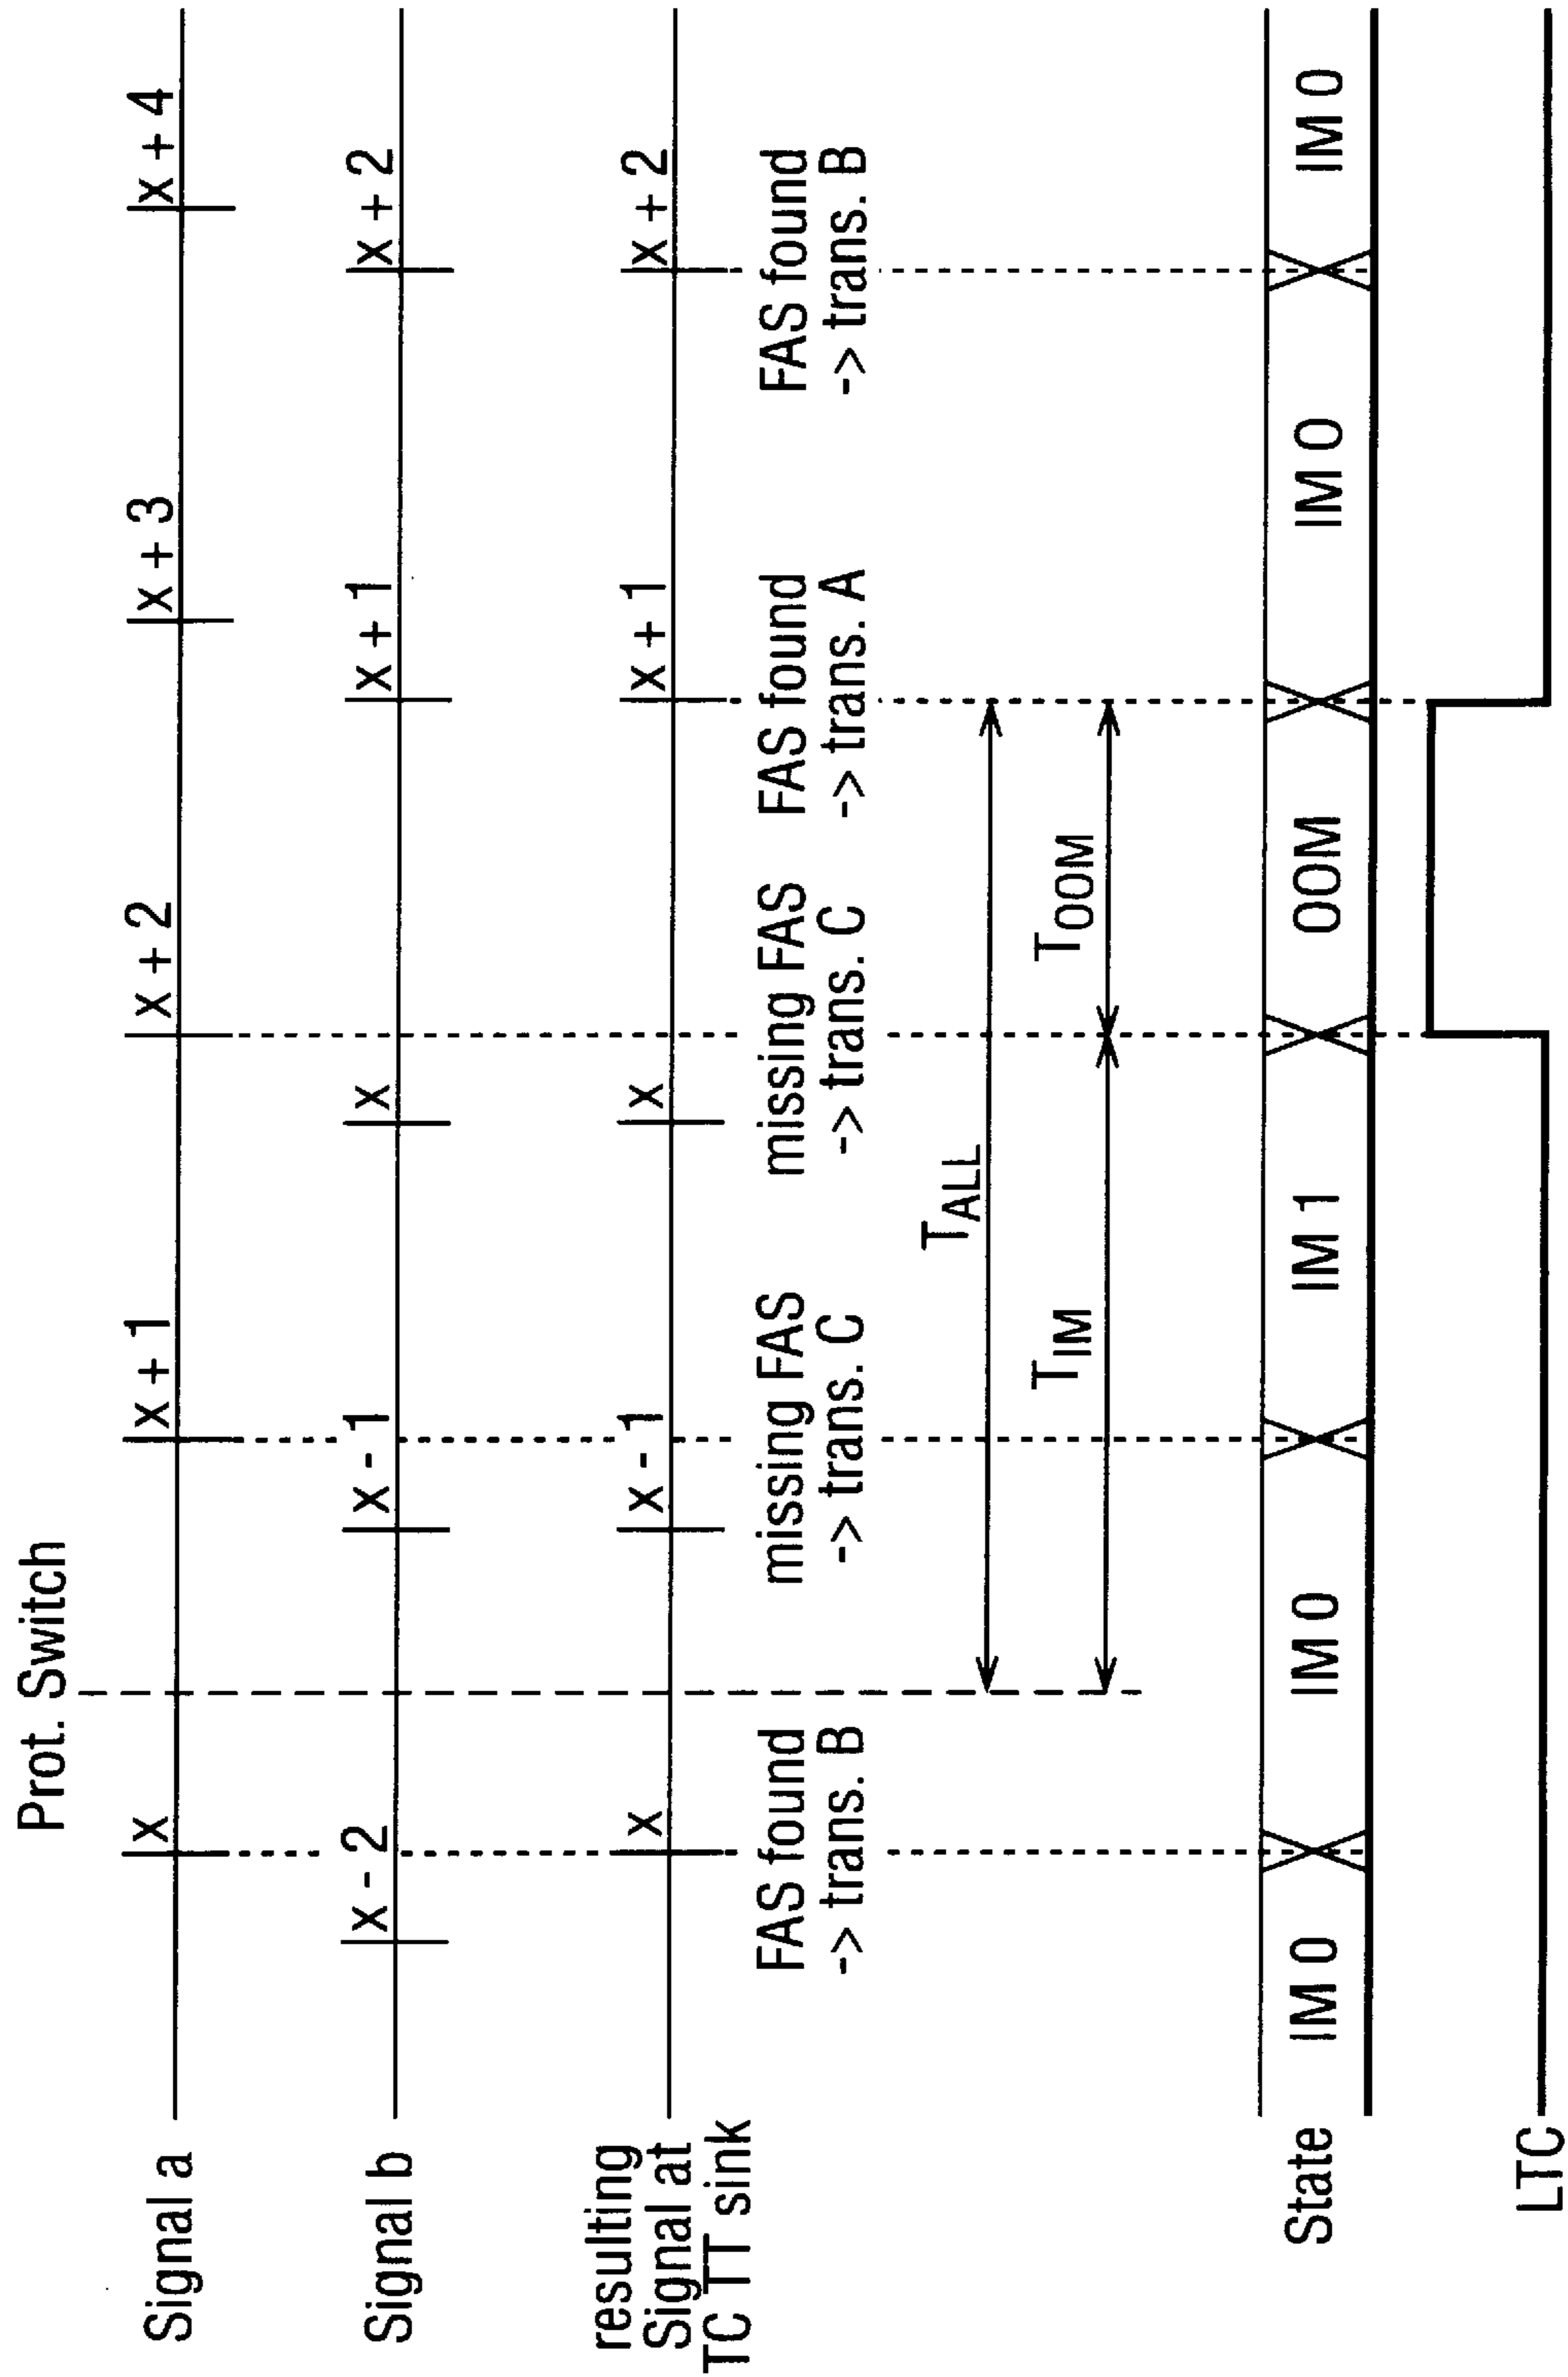 Prot. Switch
Signal a
x
x + 1
x + 2
x + 3
x + 4
Signal b
x - 2
x - 1
x
x + 1
x + 2
resulting
Signal at
TC TT sink
x
x - 1
x
x + 1
x + 2
FAS found
-> trans. B
missing FAS
-> trans. C
missing FAS
-> trans. C
FAS found
-> trans. A
FAS found
-> trans. B
TALL
TIM
TOOM
State
IM 0
IM 0
IM 1
OOM
IM 0
IM 0
LTC